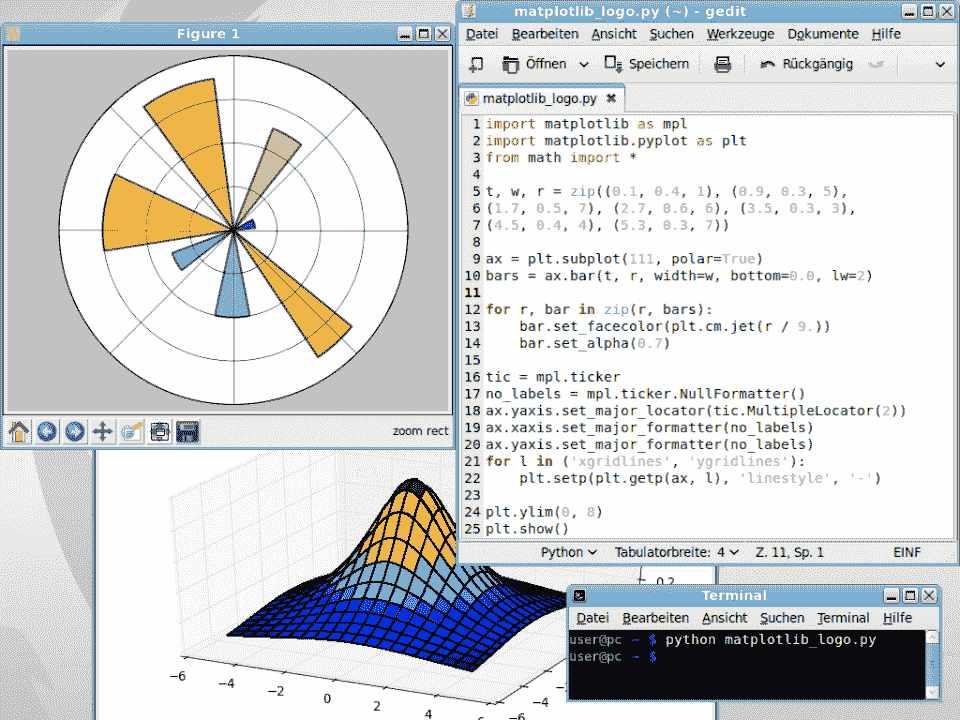 Figure 1
zoom rect
matplotlib_logo.py (~) - gedit
Datei Bearbeiten Ansicht Suchen Werkzeuge Dokumente Hilfe
Öffnen Speichern Rückgängig
matplotlib_logo.py
1 import matplotlib as mpl
2 import matplotlib.pyplot as plt
3 from math import *
4
5 t, w, r = zip((0.1, 0.4, 1), (0.9, 0.3, 5),
6 (1.7, 0.5, 7), (2.7, 0.6, 6), (3.5, 0.3, 3),
7 (4.5, 0.4, 4), (5.3, 0.3, 7))
8
9 ax = plt.subplot(111, polar=True)
10 bars = ax.bar(t, r, width=w, bottom=0.0, lw=2)
11
12 for r, bar in zip(r, bars):
13     bar.set_facecolor(plt.cm.jet(r / 9.))
14     bar.set_alpha(0.7)
15
16 tic = mpl.ticker
17 no_labels = mpl.ticker.NullFormatter()
18 ax.yaxis.set_major_locator(tic.MultipleLocator(2))
19 ax.xaxis.set_major_formatter(no_labels)
20 ax.yaxis.set_major_formatter(no_labels)
21 for l in ('xgridlines', 'ygridlines'):
22     plt.setp(plt.getp(ax, l), 'linestyle', '-')
23
24 plt.ylim(0, 8)
25 plt.show()
Python Tabulatorbreite: 4 Z. 11, Sp. 1 EINF
0.2
−6 −4 −2 0 2 4
−6 −4
Terminal
Datei Bearbeiten Ansicht Suchen Terminal Hilfe
user@pc ~ $ python matplotlib_logo.py
user@pc ~ $